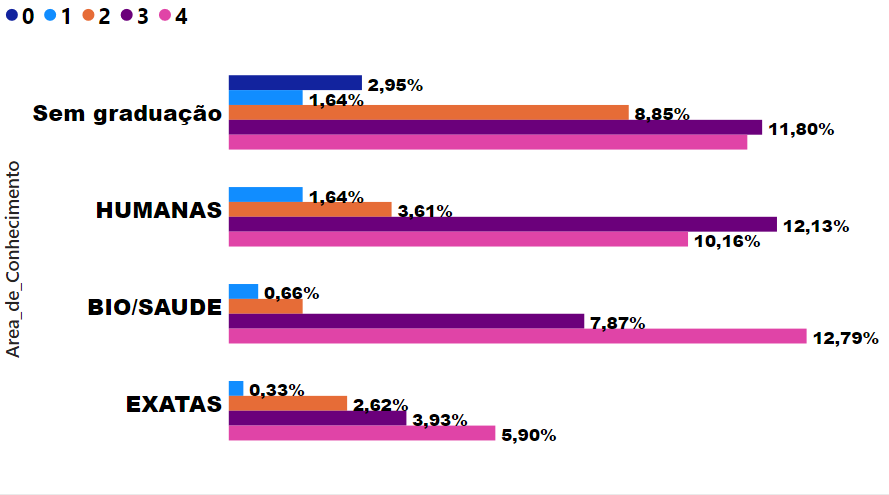 0 1 2 3 4
Area_de_Conhecimento
Sem graduação
2,95%
1,64%
8,85%
11,80%
HUMANAS
1,64%
3,61%
12,13%
10,16%
BIO/SAUDE
0,66%
7,87%
12,79%
EXATAS
0,33%
2,62%
3,93%
5,90%